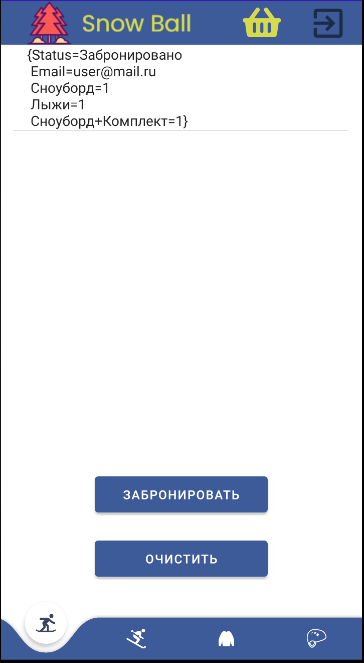 Snow Ball
{Status=Забронировано
Email=user@mail.ru
Сноуборд=1
Лыжи=1
Сноуборд+Комплект=1}
ЗАБРОНИРОВАТЬ
ОЧИСТИТЬ